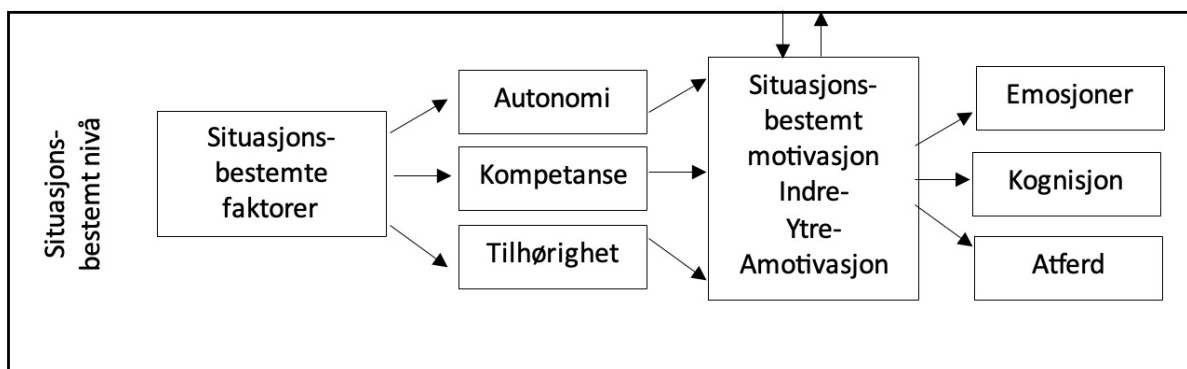 Situasjons-
bestemt nivå
Situasjons-
bestemte
faktorer
Autonomi
Kompetanse
Tilhørighet
Situasjons-
bestemt
motivasjon
Indre-
Ytre-
Amotivasjon
Emosjoner
Kognisjon
Atferd